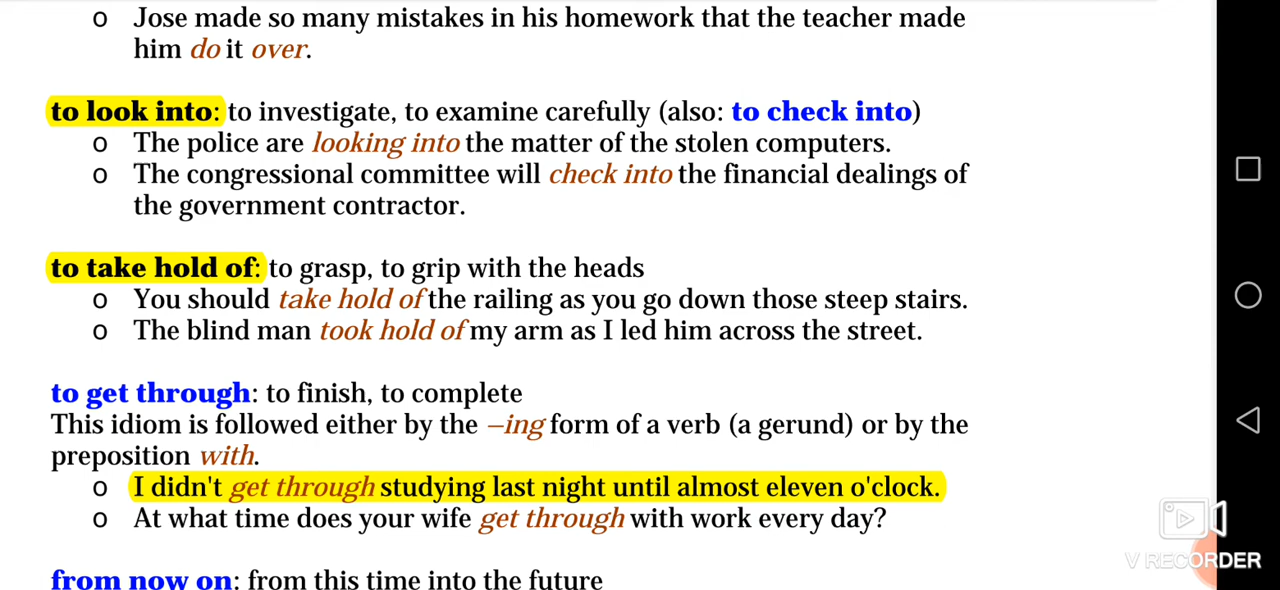 o Jose made so many mistakes in his homework that the teacher made
him do it over.
to look into: to investigate, to examine carefully (also: to check into)
o The police are looking into the matter of the stolen computers.
o The congressional committee will check into the financial dealings of
the government contractor.
to take hold of: to grasp, to grip with the heads
o You should take hold of the railing as you go down those steep stairs.
o The blind man took hold of my arm as I led him across the street.
to get through: to finish, to complete
This idiom is followed either by the –ing form of a verb (a gerund) or by the
preposition with.
o I didn't get through studying last night until almost eleven o'clock.
o At what time does your wife get through with work every day?
from now on: from this time into the future
V RECORDER